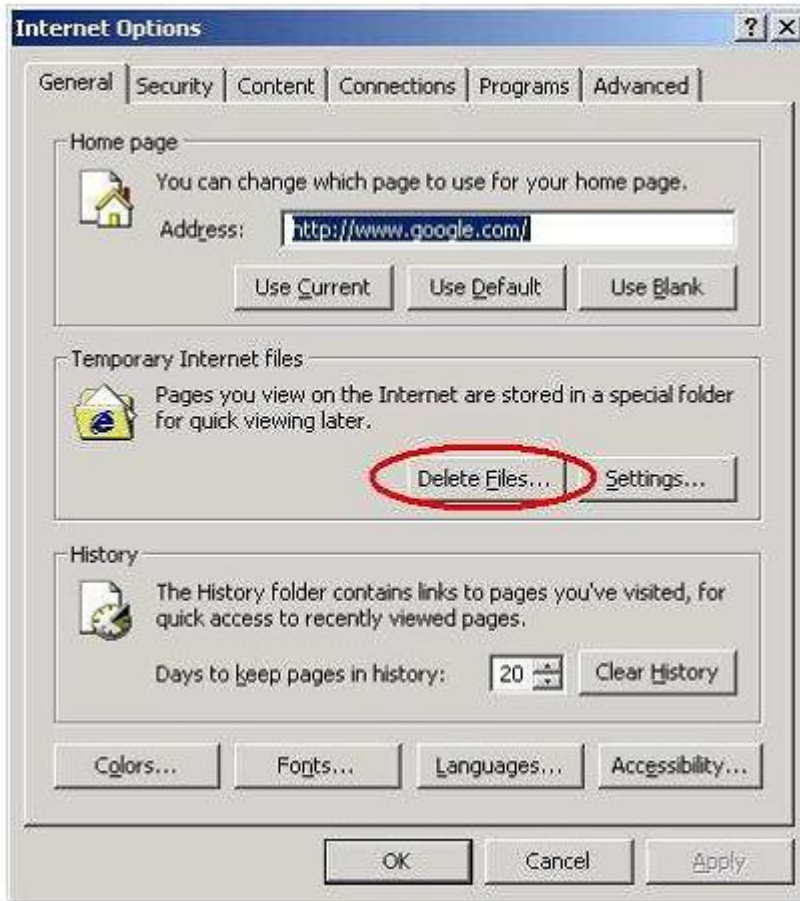 Internet Options
General Security Content Connections Programs Advanced
Home page
You can change which page to use for your home page.
Address: http://www.google.com/
Use Current Use Default Use Blank
Temporary Internet files
Pages you view on the Internet are stored in a special folder
for quick viewing later.
Delete Files... Settings...
History
The History folder contains links to pages you've visited, for
quick access to recently viewed pages.
Days to keep pages in history: 20 Clear History
Colors... Fonts... Languages... Accessibility...
OK Cancel Apply